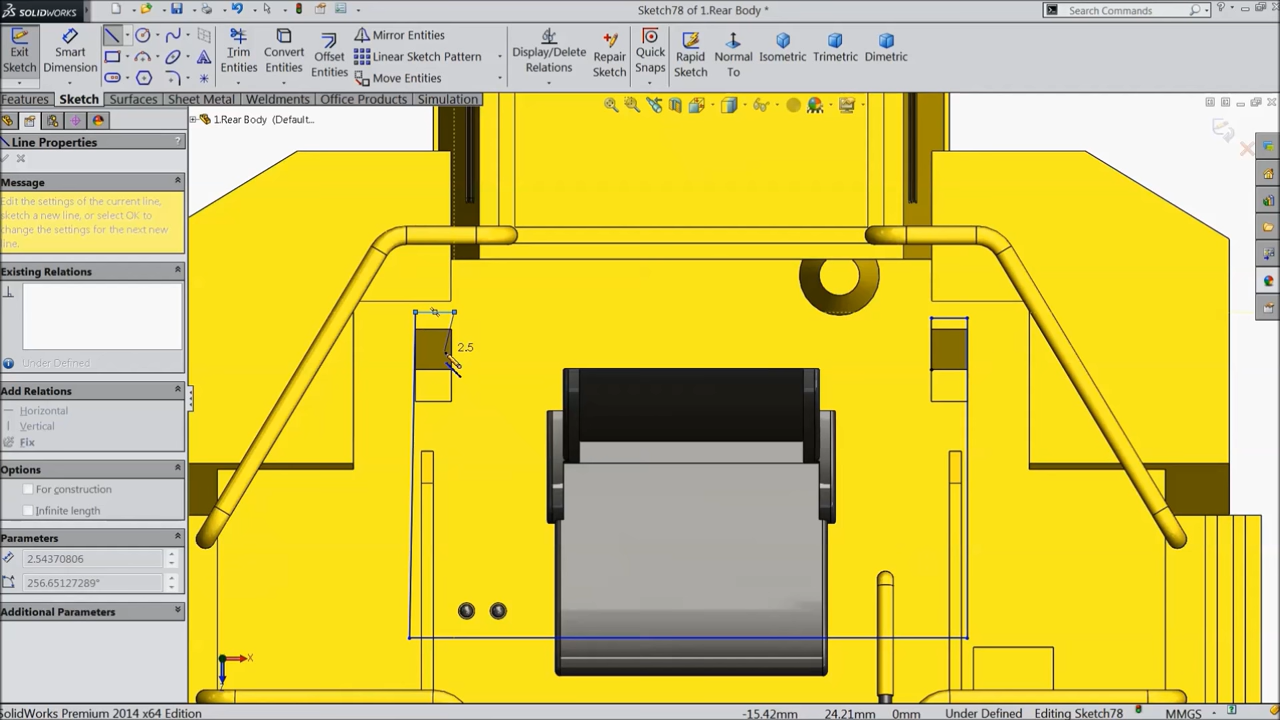 SOLIDWORKS
Sketch78 of 1.Rear Body *
Search Commands
Exit Sketch
Smart Dimension
Trim Entities
Convert Entities
Offset Entities
Mirror Entities
Linear Sketch Pattern
Move Entities
Display/Delete Relations
Repair Sketch
Quick Snaps
Rapid Sketch
Normal To
Isometric
Trimetric
Dimetric
Features
Sketch
Surfaces
Sheet Metal
Weldments
Office Products
Simulation
1.Rear Body (Default...
Line Properties
?
Message
Edit the settings of the current line,
sketch a new line, or select OK to
change the settings for the next new
line.
Existing Relations
Under Defined
Add Relations
Horizontal
Vertical
Fix
Options
For construction
Infinite length
Parameters
2.54370806
256.65127289°
Additional Parameters
2.5
X
SolidWorks Premium 2014 x64 Edition
-15.42mm
24.21mm
0mm
Under Defined
Editing Sketch78
MMGS